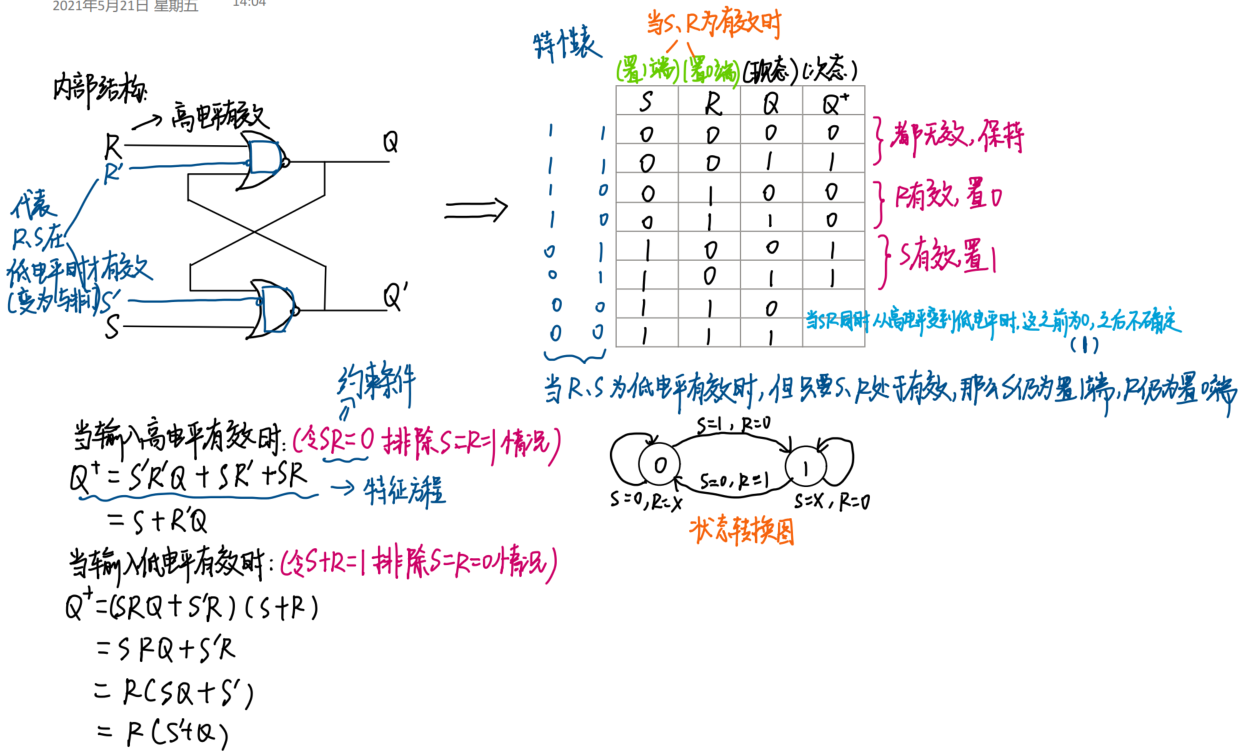 2021年5月21日 星期五 14:04
内部结构:
R → 高电平有效
R'
代表
R、S在
低电平时才有效
(变为与非门)
S'
S
Q
Q'
特性表
当S、R为有效时
(置1端) (置0端) (现态) (次态)
S R Q Q⁺
1 1 0 0 0 0
1 1 0 0 1 1
都无效,保持
1 0 0 1 0 0
1 0 0 1 1 0
R有效,置0
0 1 1 0 0 1
0 1 1 0 1 1
S有效,置1
0 0 1 1 0
0 0 1 1 1
当SR同时从高电平变到低电平时,这之前为0,之后不确定
(1)
当R、S为低电平有效时,但只要S、R处于有效,那么S仍为置1端,R仍为置0端
约束条件
当输入高电平有效时:(令SR=0排除S=R=1情况)
Q⁺=S'R'Q+SR'+SR → 特征方程
=S+R'Q
当输入低电平有效时:(令S+R=1排除S=R=0情况)
Q⁺=(SRQ+S'R)(S+R)
=SRQ+S'R
=R(SQ+S')
=R(S'+Q)
S=1,R=0
0 1
S=0,R=1
S=0,R=X
S=X,R=0
状态转换图